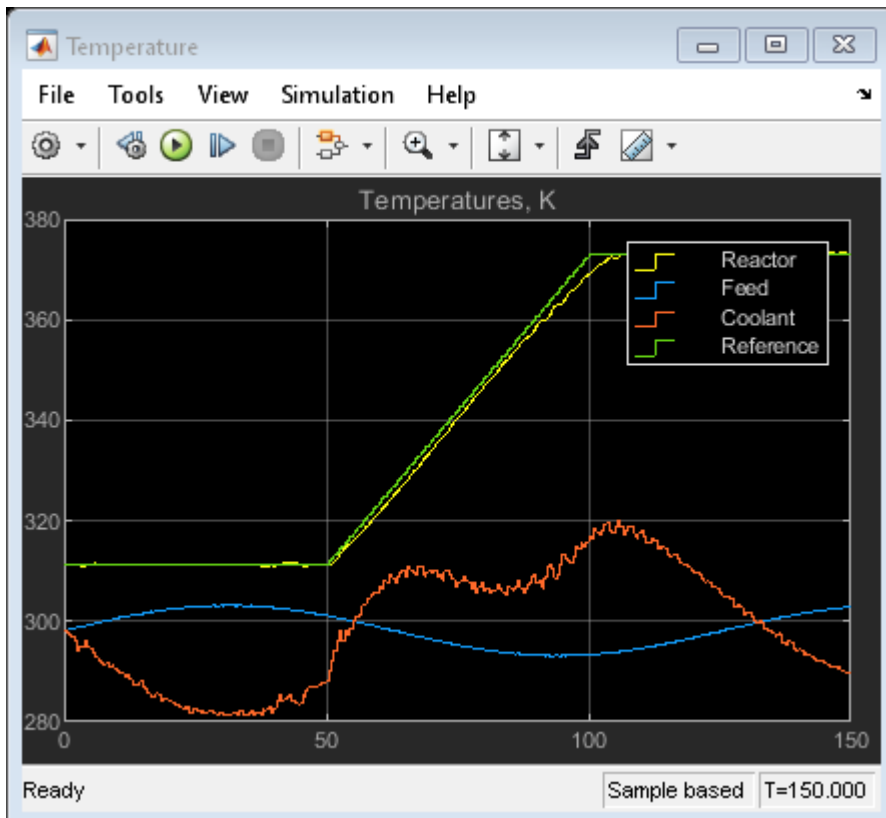 Temperature
File Tools View Simulation Help
Temperatures, K
380
360
340
320
300
280
0 50 100 150
Reactor
Feed
Coolant
Reference
Ready Sample based T=150.000